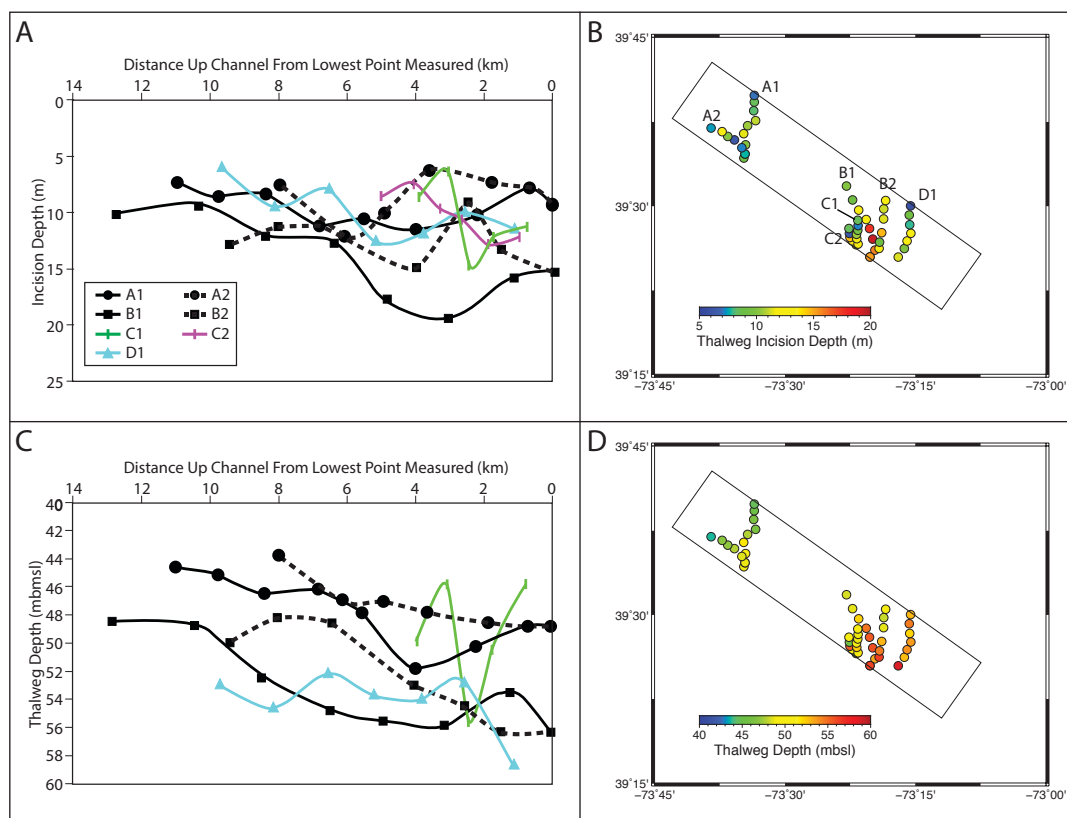 A
Distance Up Channel From Lowest Point Measured (km)
14 12 10 8 6 4 2 0
Incision Depth (m)
0
5
10
15
20
25
A1 A2
B1 B2
C1 C2
D1
B
39°45'
39°30'
39°15'
−73°45' −73°30' −73°15' −73°00'
A1
A2
B1
B2
D1
C1
C2
5 10 15 20
Thalweg Incision Depth (m)
C
Distance Up Channel From Lowest Point Measured (km)
14 12 10 8 6 4 2 0
Thalweg Depth (mbmsl)
40
42
44
46
48
50
52
54
56
58
60
D
39°45'
39°30'
39°15'
−73°45' −73°30' −73°15' −73°00'
40 45 50 55 60
Thalweg Depth (mbsl)